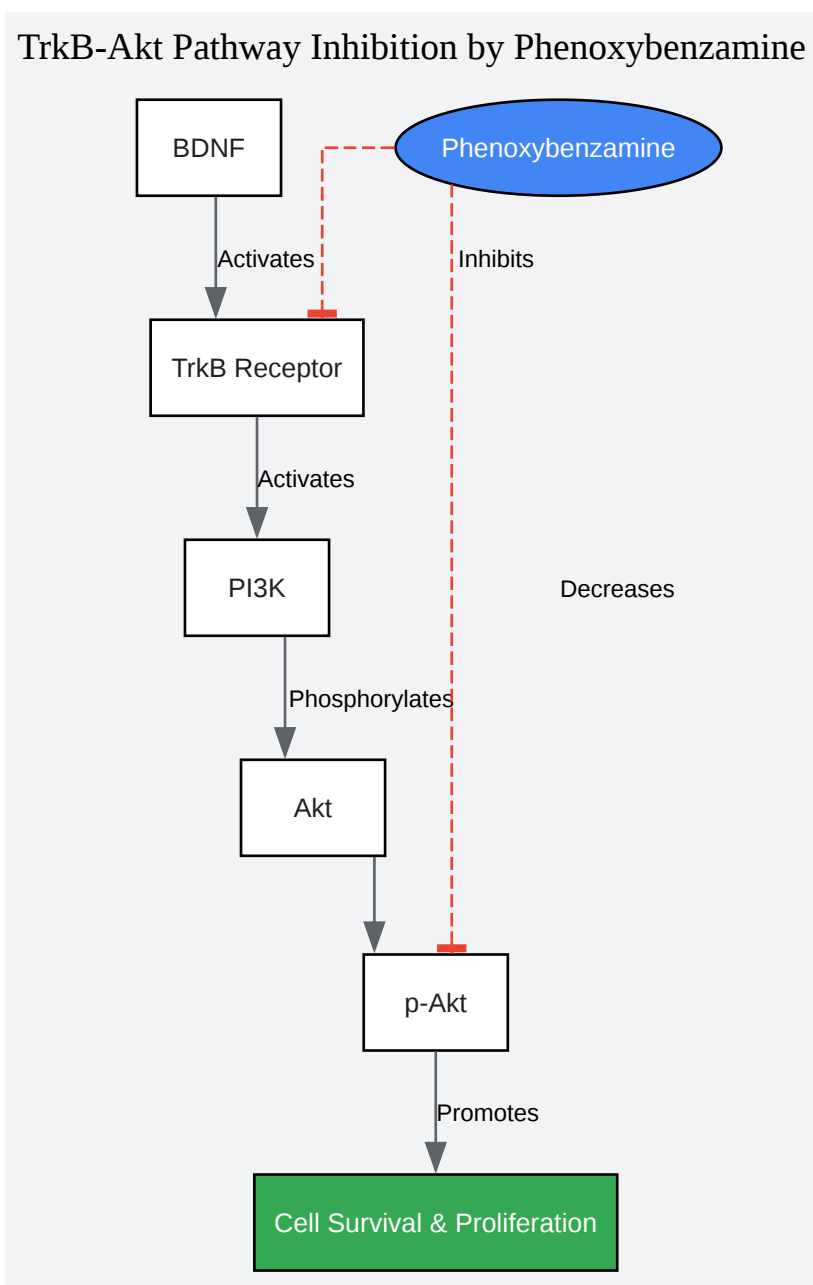 TrkB-Akt Pathway Inhibition by Phenoxybenzamine
BDNF
Phenoxybenzamine
Activates
Inhibits
TrkB Receptor
Activates
PI3K
Decreases
Phosphorylates
Akt
p-Akt
Promotes
Cell Survival & Proliferation